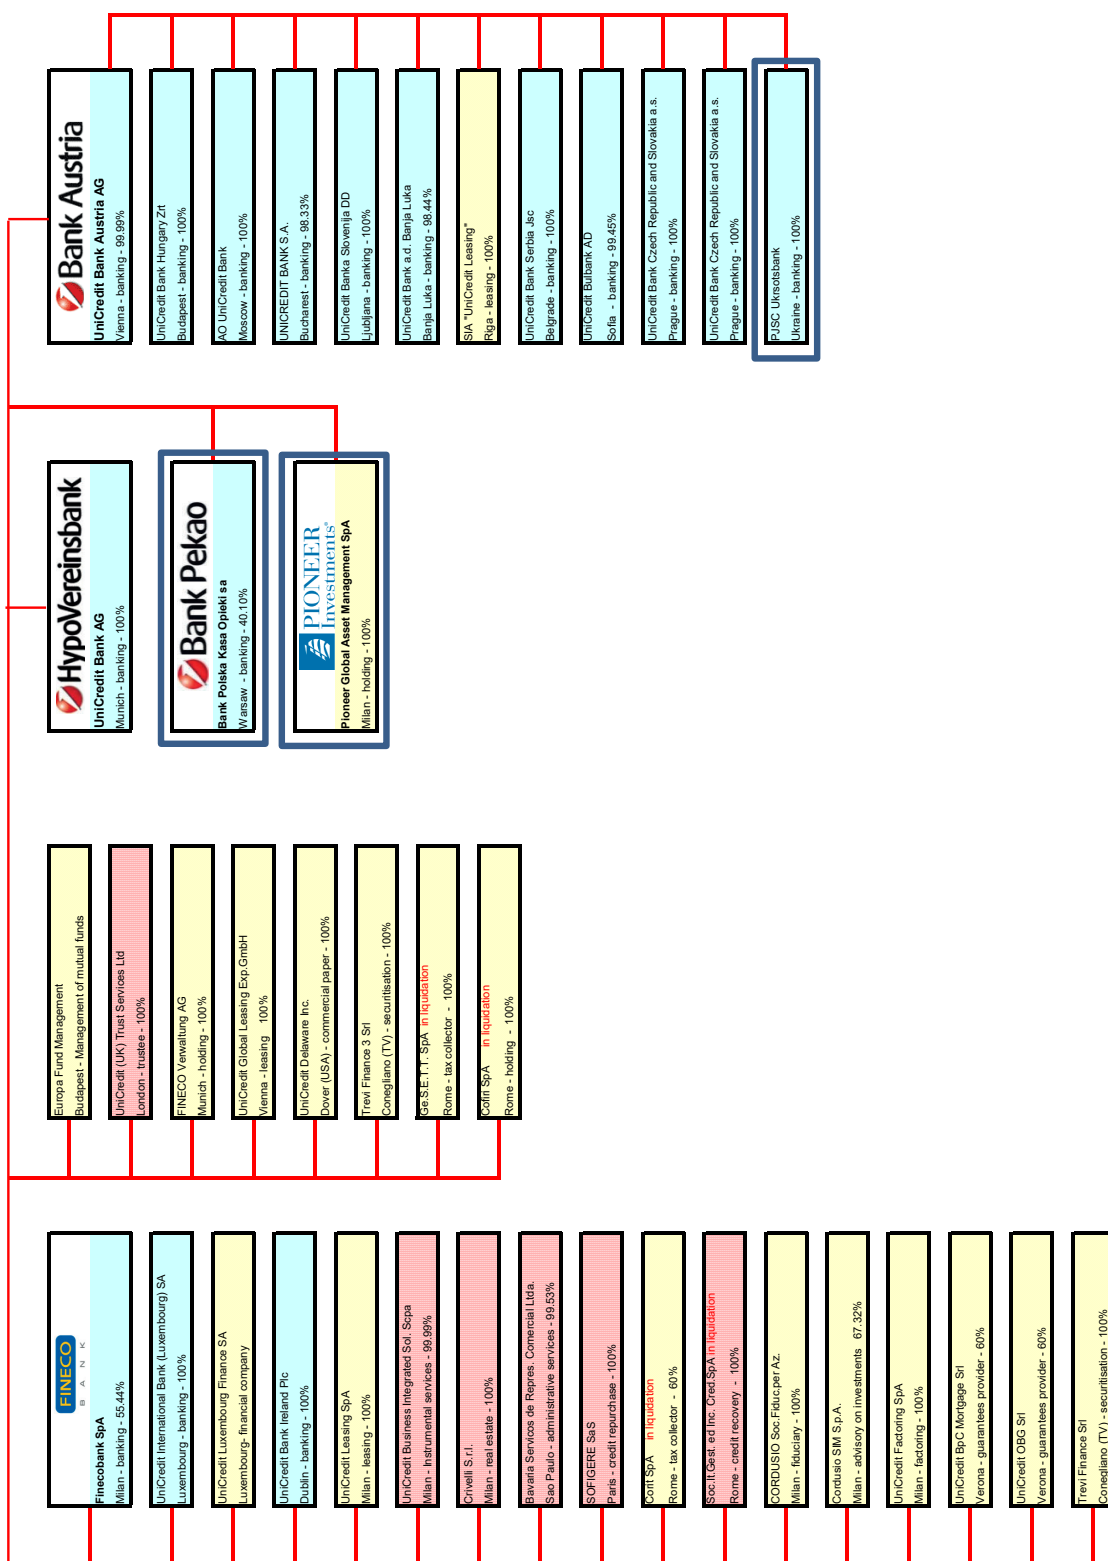 FINECO
B A N K
Finecobank SpA
Milan - banking - 55.44%
UniCredit International Bank (Luxembourg) SA
Luxembourg - banking - 100%
UniCredit Luxembourg Finance SA
Luxembourg- financial company
UniCredit Bank Ireland Plc
Dublin - banking - 100%
UniCredit Leasing SpA
Milan - leasing - 100%
UniCredit Business Integrated Sol. Scpa
Milan - Instrumental services - 99.99%
Crivelli S.r.l.
Milan - real estate - 100%
Bavaria Servicos de Repres. Comercial Ltda.
Sao Paulo - administrative services - 99.53%
SOFIGERE SaS
Paris - credit repurchase - 100%
Corit SpA in liquidation
Rome - tax collector - 60%
Soc.It.Gest. ed Inc. Cred.SpA in liquidation
Rome - credit recovery - 100%
CORDUSIO Soc.Fiduc.per Az.
Milan - fiduciary - 100%
Cordusio SIM S.p.A.
Milan - advisory on investments 67.32%
UniCredit Factoring SpA
Milan - factoring - 100%
UniCredit BpC Mortgage Srl
Verona - guarantees provider - 60%
UniCredit OBG Srl
Verona - guarantees provider - 60%
Trevi Finance Srl
Conegliano (TV) - securitisation - 100%
Europa Fund Management
Budapest - Management of mutual funds
UniCredit (UK) Trust Services Ltd
London - trustee - 100%
FINECO Verwaltung AG
Munich - holding - 100%
UniCredit Global Leasing Exp.GmbH
Vienna - leasing 100%
UniCredit Delaware Inc.
Dover (USA) - commercial paper - 100%
Trevi Finance 3 Srl
Conegliano (TV) - securitisation - 100%
Ge.S.E.T.T. SpA in liquidation
Rome - tax collector - 100%
Cofiri SpA in liquidation
Rome - holding - 100%
HypoVereinsbank
UniCredit Bank AG
Munich - banking - 100%
Bank Pekao
Bank Polska Kasa Opieki sa
Warsaw - banking - 40.10%
PIONEER
Investments®
Pioneer Global Asset Management SpA
Milan - holding - 100%
Bank Austria
UniCredit Bank Austria AG
Vienna - banking - 99.99%
UniCredit Bank Hungary Zrt
Budapest - banking - 100%
AO UniCredit Bank
Moscow - banking - 100%
UNICREDIT BANK S.A.
Bucharest - banking - 98.33%
UniCredit Banka Slovenija DD
Ljubljana - banking - 100%
UniCredit Bank a.d. Banja Luka
Banja Luka - banking - 98.44%
SIA "UniCredit Leasing"
Riga - leasing - 100%
UniCredit Bank Serbia Jsc
Belgrade - banking - 100%
UniCredit Bulbank AD
Sofia - banking - 99.45%
UniCredit Bank Czech Republic and Slovakia a.s.
Prague - banking - 100%
UniCredit Bank Czech Republic and Slovakia a.s.
Prague - banking - 100%
PJSC Ukrsotsbank
Ukraine - banking - 100%